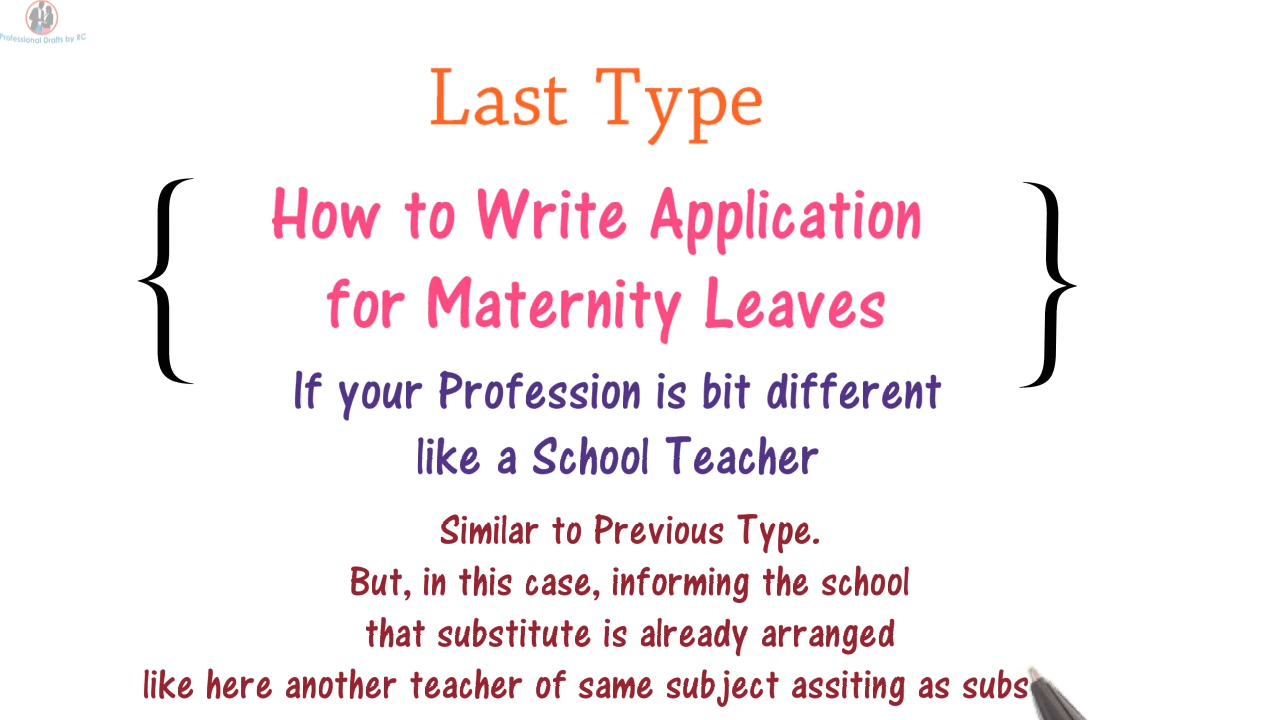 Professional Drafts by RC
Last Type
How to Write Application
for Maternity Leaves
If your Profession is bit different
like a School Teacher
Similar to Previous Type.
But, in this case, informing the school
that substitute is already arranged
like here another teacher of same subject assiting as subs